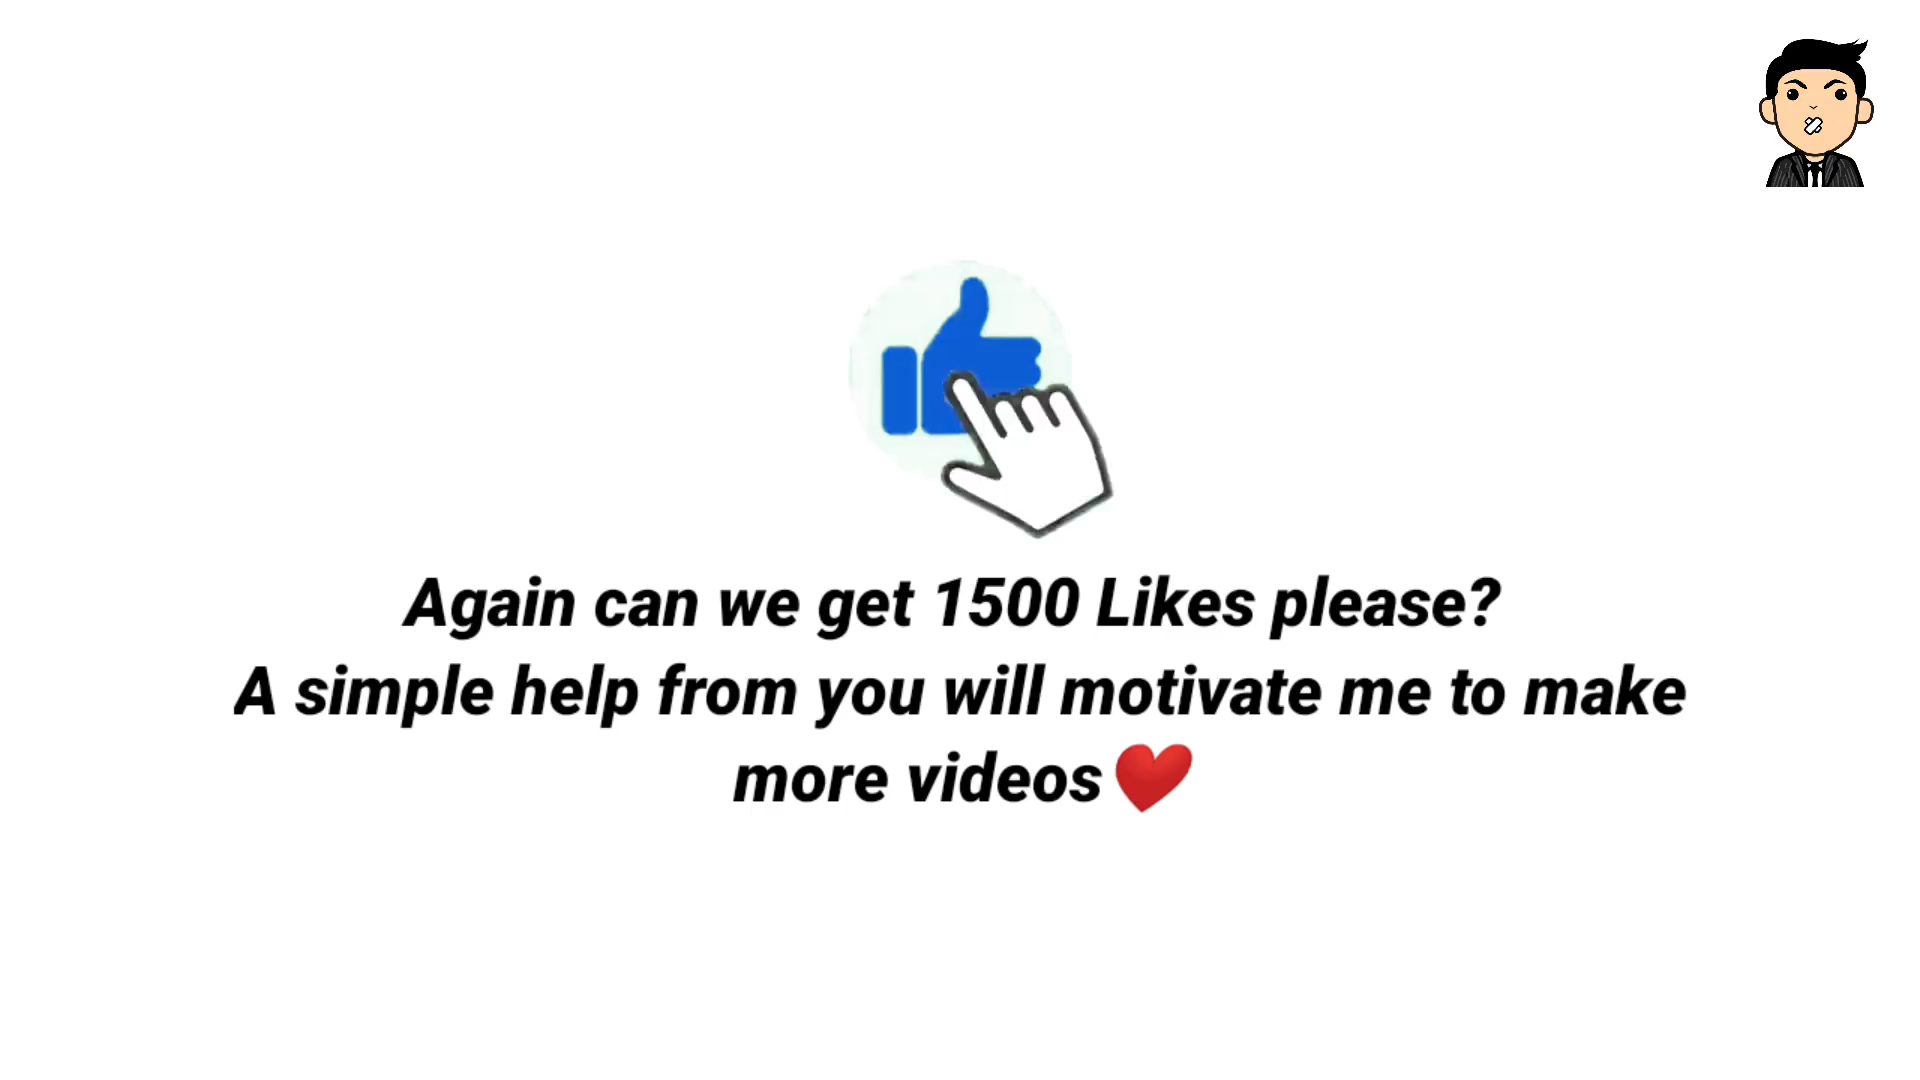 Again can we get 1500 Likes please?
A simple help from you will motivate me to make
more videos❤️